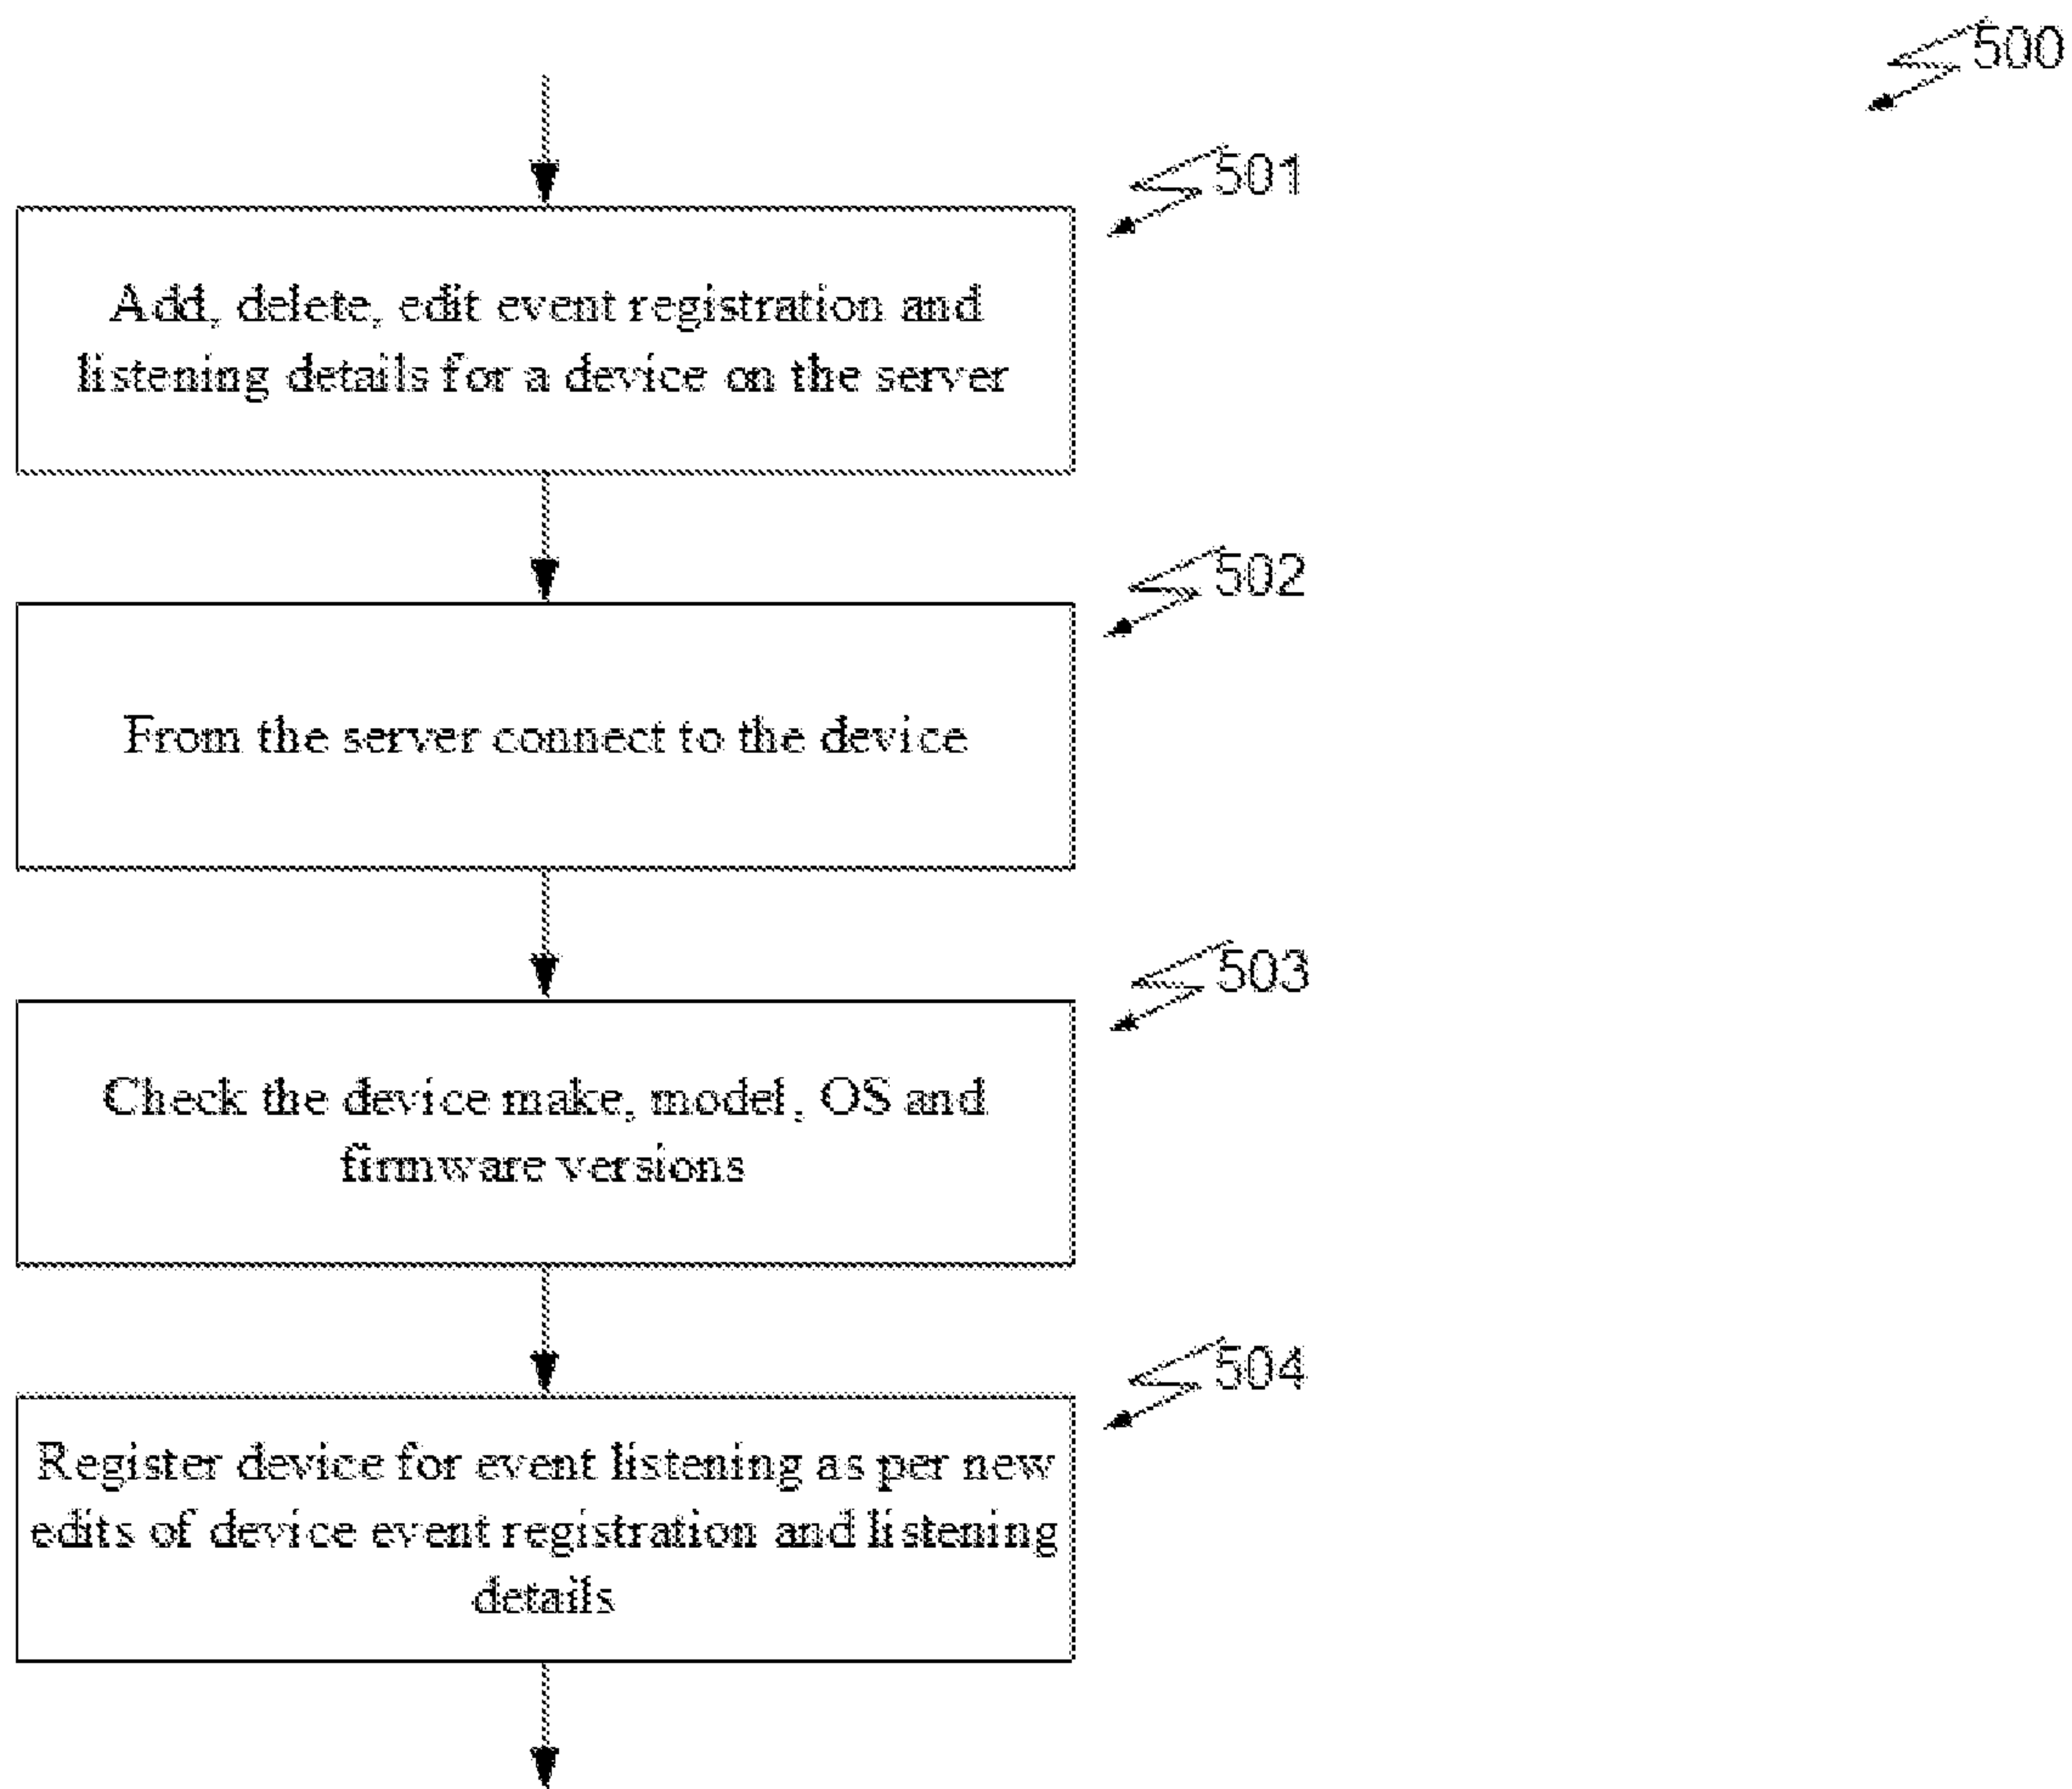 500
501
Add, delete, edit event registration and
listening details for a device on the server
502
From the server connect to the device
503
Check the device make, model, OS and
firmware versions
504
Register device for event listening as per new
edits of device event registration and listening
details